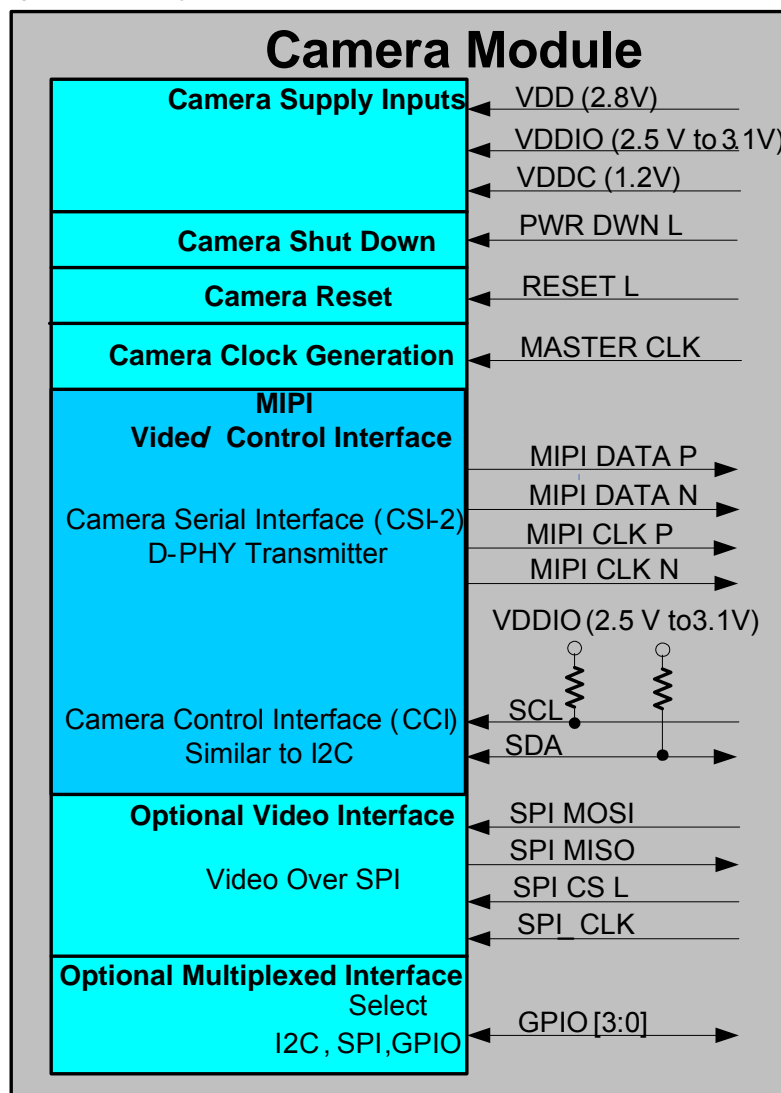 Camera Module
Camera Supply Inputs
VDD (2.8V)
VDDIO (2.5 V to 3.1V)
VDDC (1.2V)
Camera Shut Down
PWR DWN L
Camera Reset
RESET L
Camera Clock Generation
MASTER CLK
MIPI
Video/ Control Interface
MIPI DATA P
MIPI DATA N
Camera Serial Interface (CSI-2)
D-PHY Transmitter
MIPI CLK P
MIPI CLK N
VDDIO (2.5 V to3.1V)
Camera Control Interface (CCI)
Similar to I2C
SCL
SDA
Optional Video Interface
Video Over SPI
SPI MOSI
SPI MISO
SPI CS L
SPI_CLK
Optional Multiplexed Interface
Select
I2C, SPI,GPIO
GPIO [3:0]